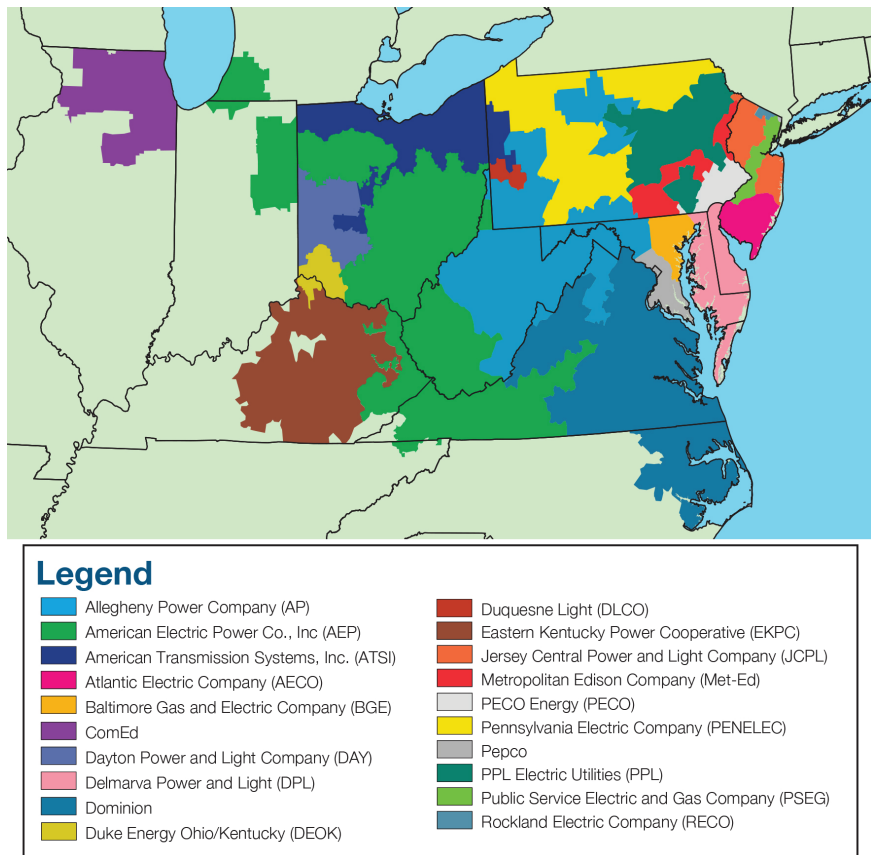 Legend
Allegheny Power Company (AP)
American Electric Power Co., Inc (AEP)
American Transmission Systems, Inc. (ATSI)
Atlantic Electric Company (AECO)
Baltimore Gas and Electric Company (BGE)
ComEd
Dayton Power and Light Company (DAY)
Delmarva Power and Light (DPL)
Dominion
Duke Energy Ohio/Kentucky (DEOK)
Duquesne Light (DLCO)
Eastern Kentucky Power Cooperative (EKPC)
Jersey Central Power and Light Company (JCPL)
Metropolitan Edison Company (Met-Ed)
PECO Energy (PECO)
Pennsylvania Electric Company (PENELEC)
Pepco
PPL Electric Utilities (PPL)
Public Service Electric and Gas Company (PSEG)
Rockland Electric Company (RECO)